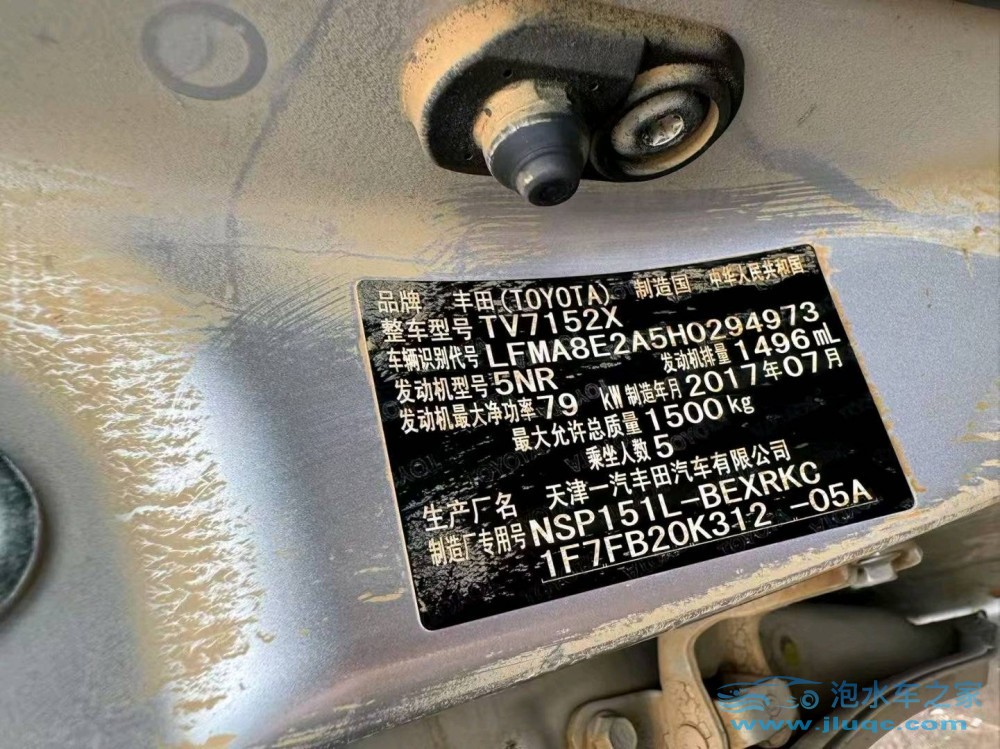 品牌 丰田(TOYOTA) 制造国 中华人民共和国
整车型号 TV7152X
车辆识别代号 LFMA8E2A5H0294973
发动机型号 5NR 发动机排量 1496mL
发动机最大净功率 79 kW 制造年月 2017年07月
最大允许总质量 1500kg
乘坐人数 5
生产厂名 天津一汽丰田汽车有限公司
制造厂专用号 NSP151L-BEXRKC
1F7FB20K312 -05A
泡水车之家
www.jluqc.com